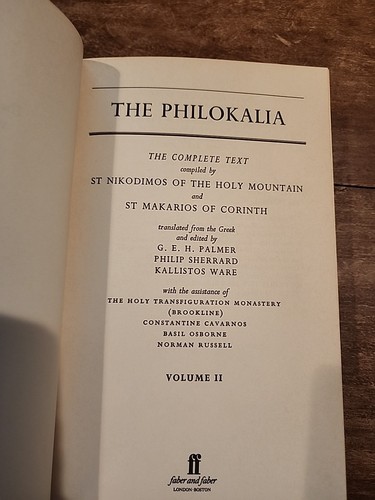 THE PHILOKALIA
THE COMPLETE TEXT
compiled by
ST NIKODIMOS OF THE HOLY MOUNTAIN
and
ST MAKARIOS OF CORINTH
translated from the Greek
and edited by
G. E. H. PALMER
PHILIP SHERRARD
KALLISTOS WARE
with the assistance of
THE HOLY TRANSFIGURATION MONASTERY
(BROOKLINE)
CONSTANTINE CAVARNOS
BASIL OSBORNE
NORMAN RUSSELL
VOLUME II
ff
faber and faber
LONDON·BOSTON